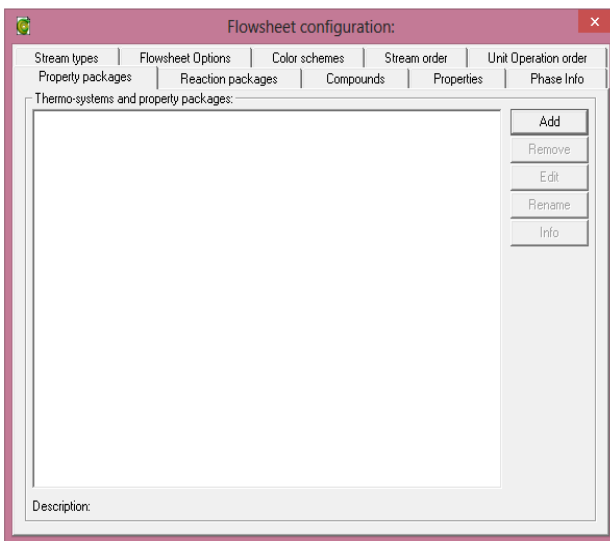 Flowsheet configuration:
Stream types Flowsheet Options Color schemes Stream order Unit Operation order
Property packages Reaction packages Compounds Properties Phase Info
Thermo-systems and property packages:
Add
Remove
Edit
Rename
Info
Description: